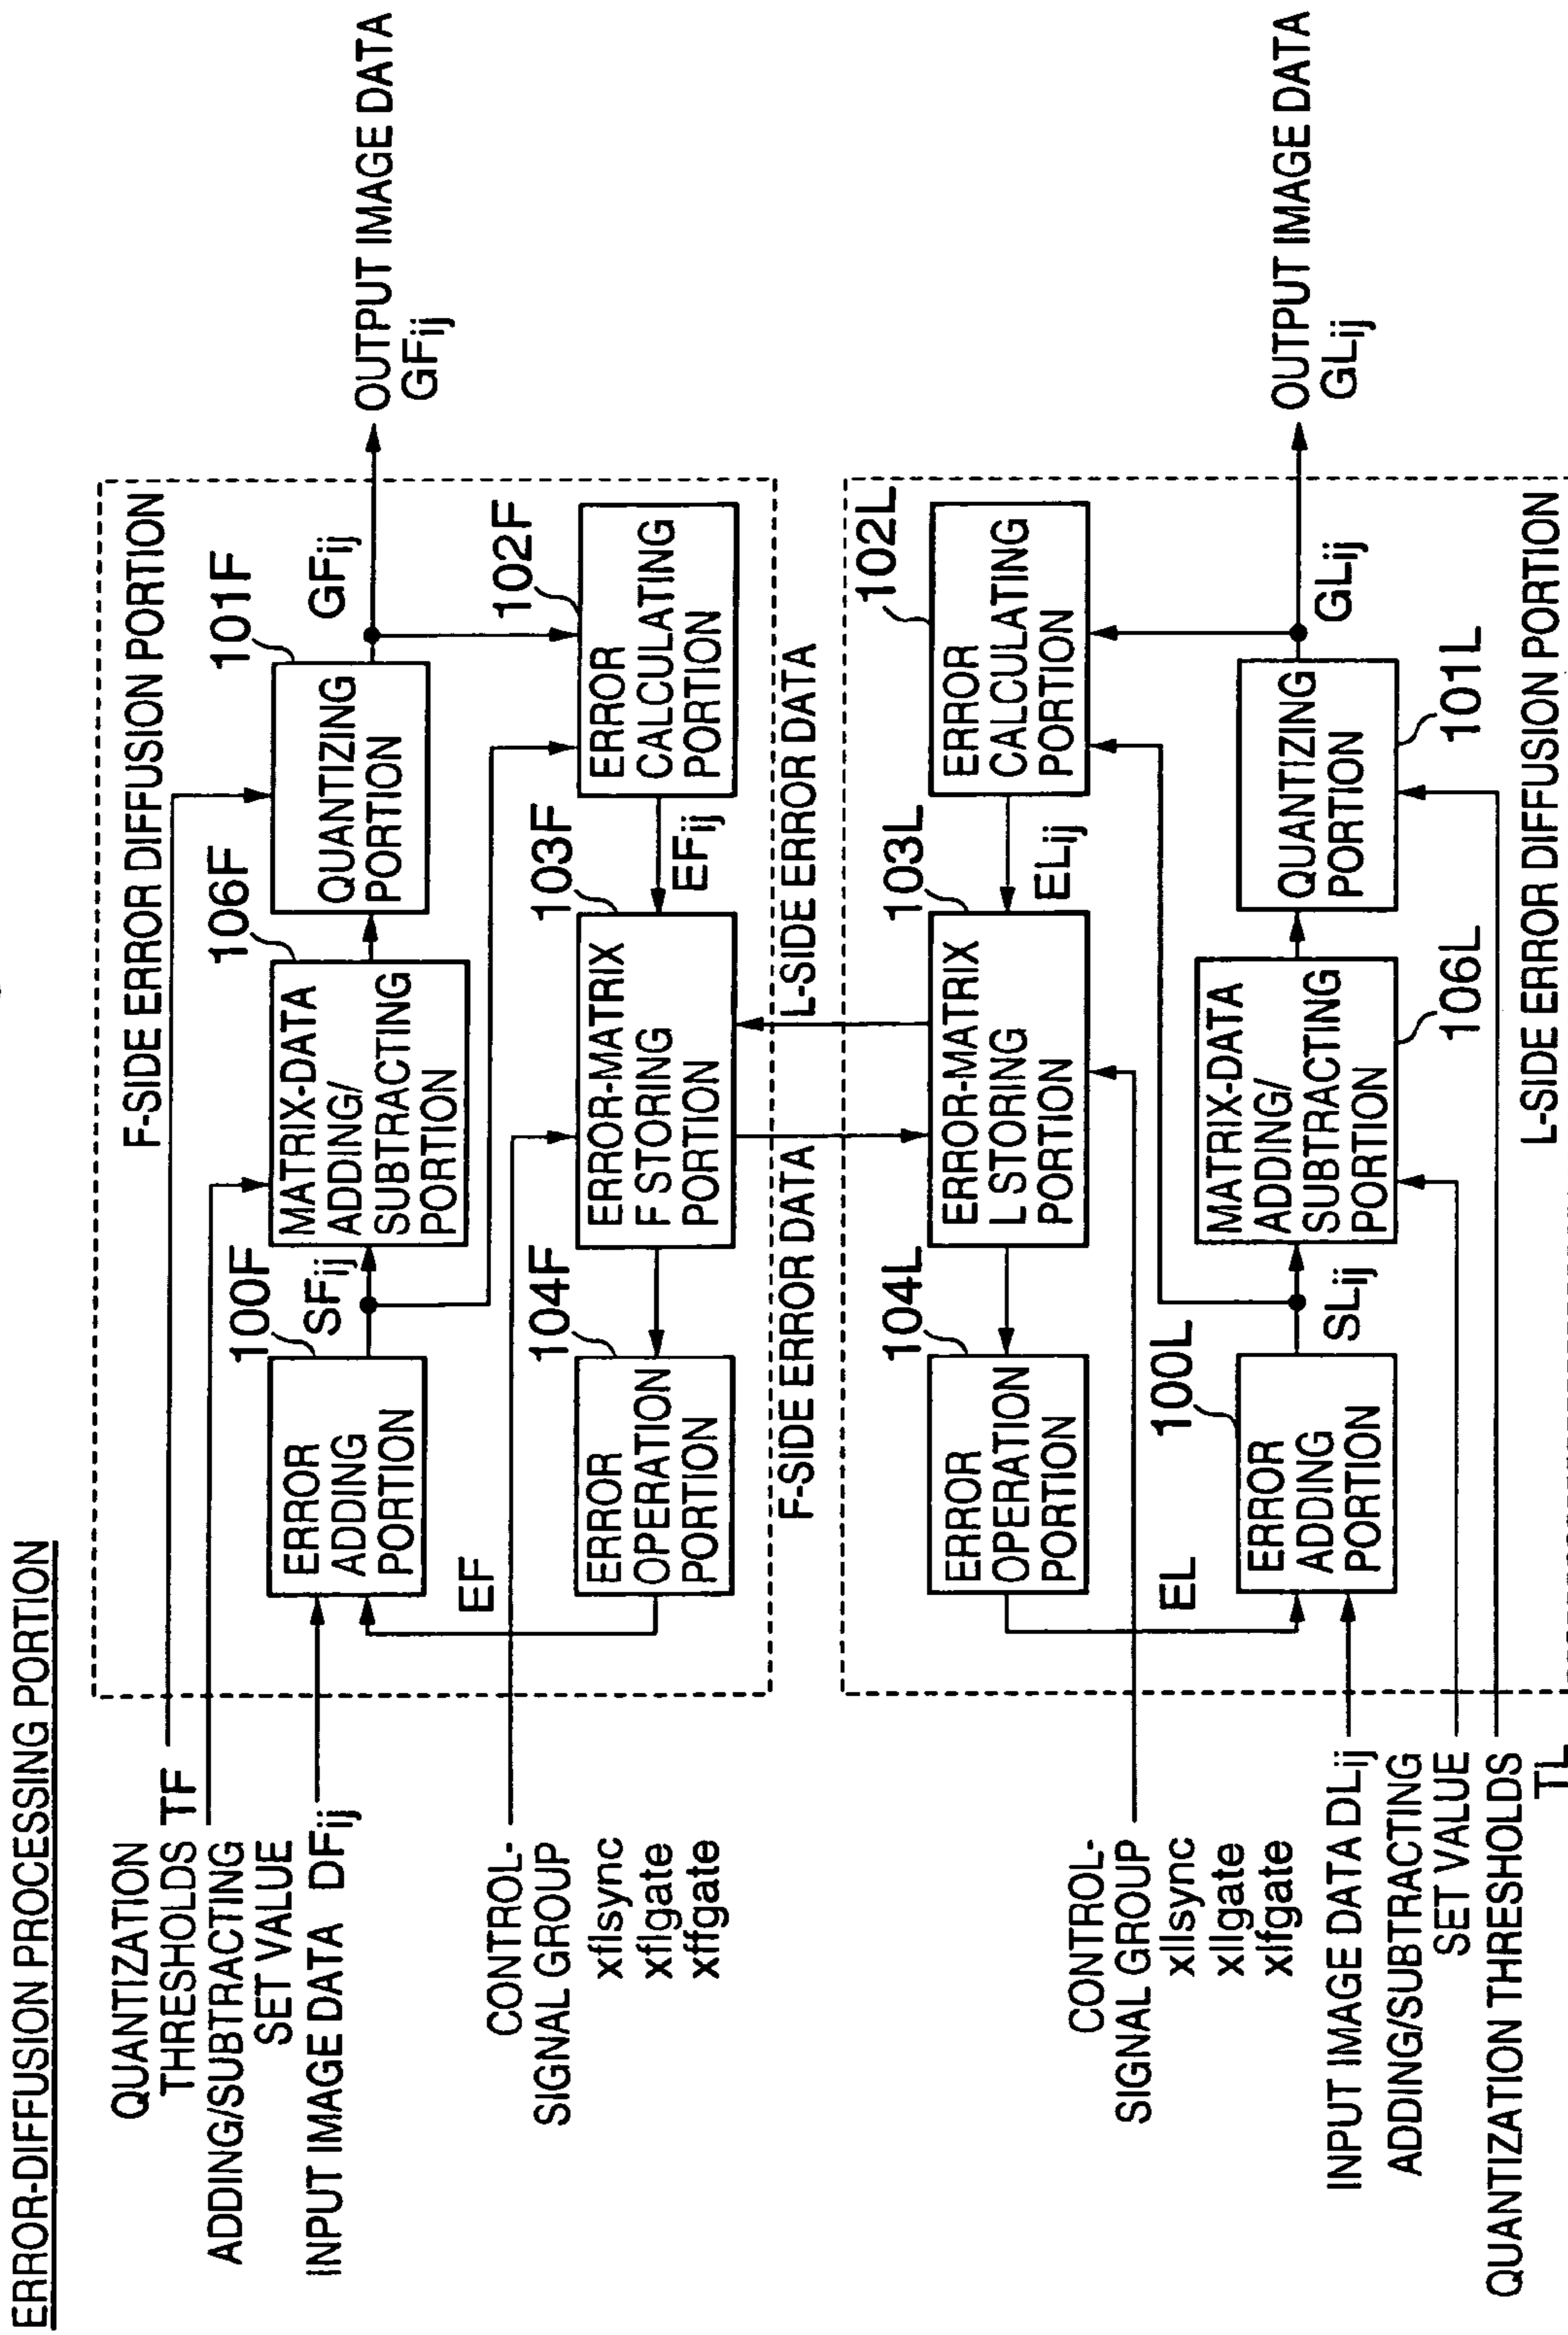 ERROR-DIFFUSION PROCESSING PORTION
QUANTIZATION
THRESHOLDS TF
ADDING/SUBTRACTING
SET VALUE
INPUT IMAGE DATA DFij
CONTROL-
SIGNAL GROUP
xflsync
xflgate
xffgate
F-SIDE ERROR DIFFUSION PORTION
100F
ERROR
ADDING
PORTION
SFij
106F
MATRIX-DATA
ADDING/
SUBTRACTING
PORTION
101F
QUANTIZING
PORTION
GFij
OUTPUT IMAGE DATA
GFij
EF
104F
ERROR
OPERATION
PORTION
103F
ERROR-MATRIX
F STORING
PORTION
EFij
102F
ERROR
CALCULATING
PORTION
F-SIDE ERROR DATA
L-SIDE ERROR DATA
104L
ERROR
OPERATION
PORTION
103L
ERROR-MATRIX
L STORING
PORTION
ELij
102L
ERROR
CALCULATING
PORTION
CONTROL-
SIGNAL GROUP
xllsync
xllgate
xlfgate
EL
100L
ERROR
ADDING
PORTION
SLij
MATRIX-DATA
ADDING/
SUBTRACTING
PORTION
106L
QUANTIZING
PORTION
101L
GLij
OUTPUT IMAGE DATA
GLij
INPUT IMAGE DATA DLij
ADDING/SUBTRACTING
SET VALUE
QUANTIZATION THRESHOLDS
TL
L-SIDE ERROR DIFFUSION PORTION